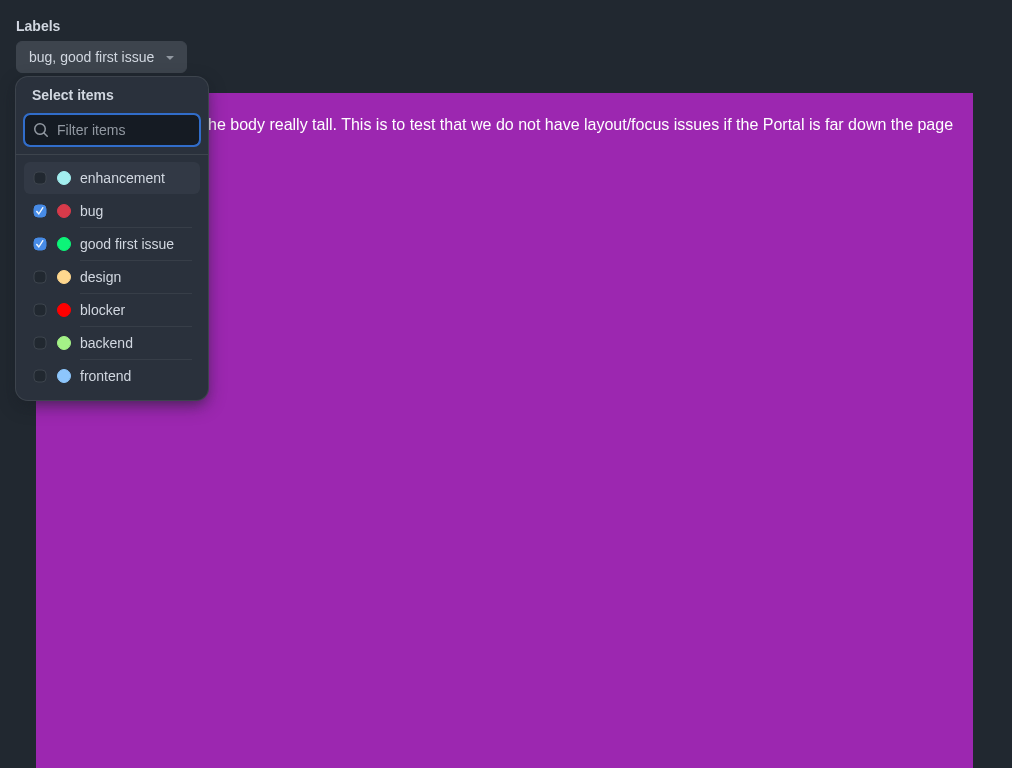 Labels
bug, good first issue
Select items
Filter items
he body really tall. This is to test that we do not have layout/focus issues if the Portal is far down the page
enhancement
bug
good first issue
design
blocker
backend
frontend